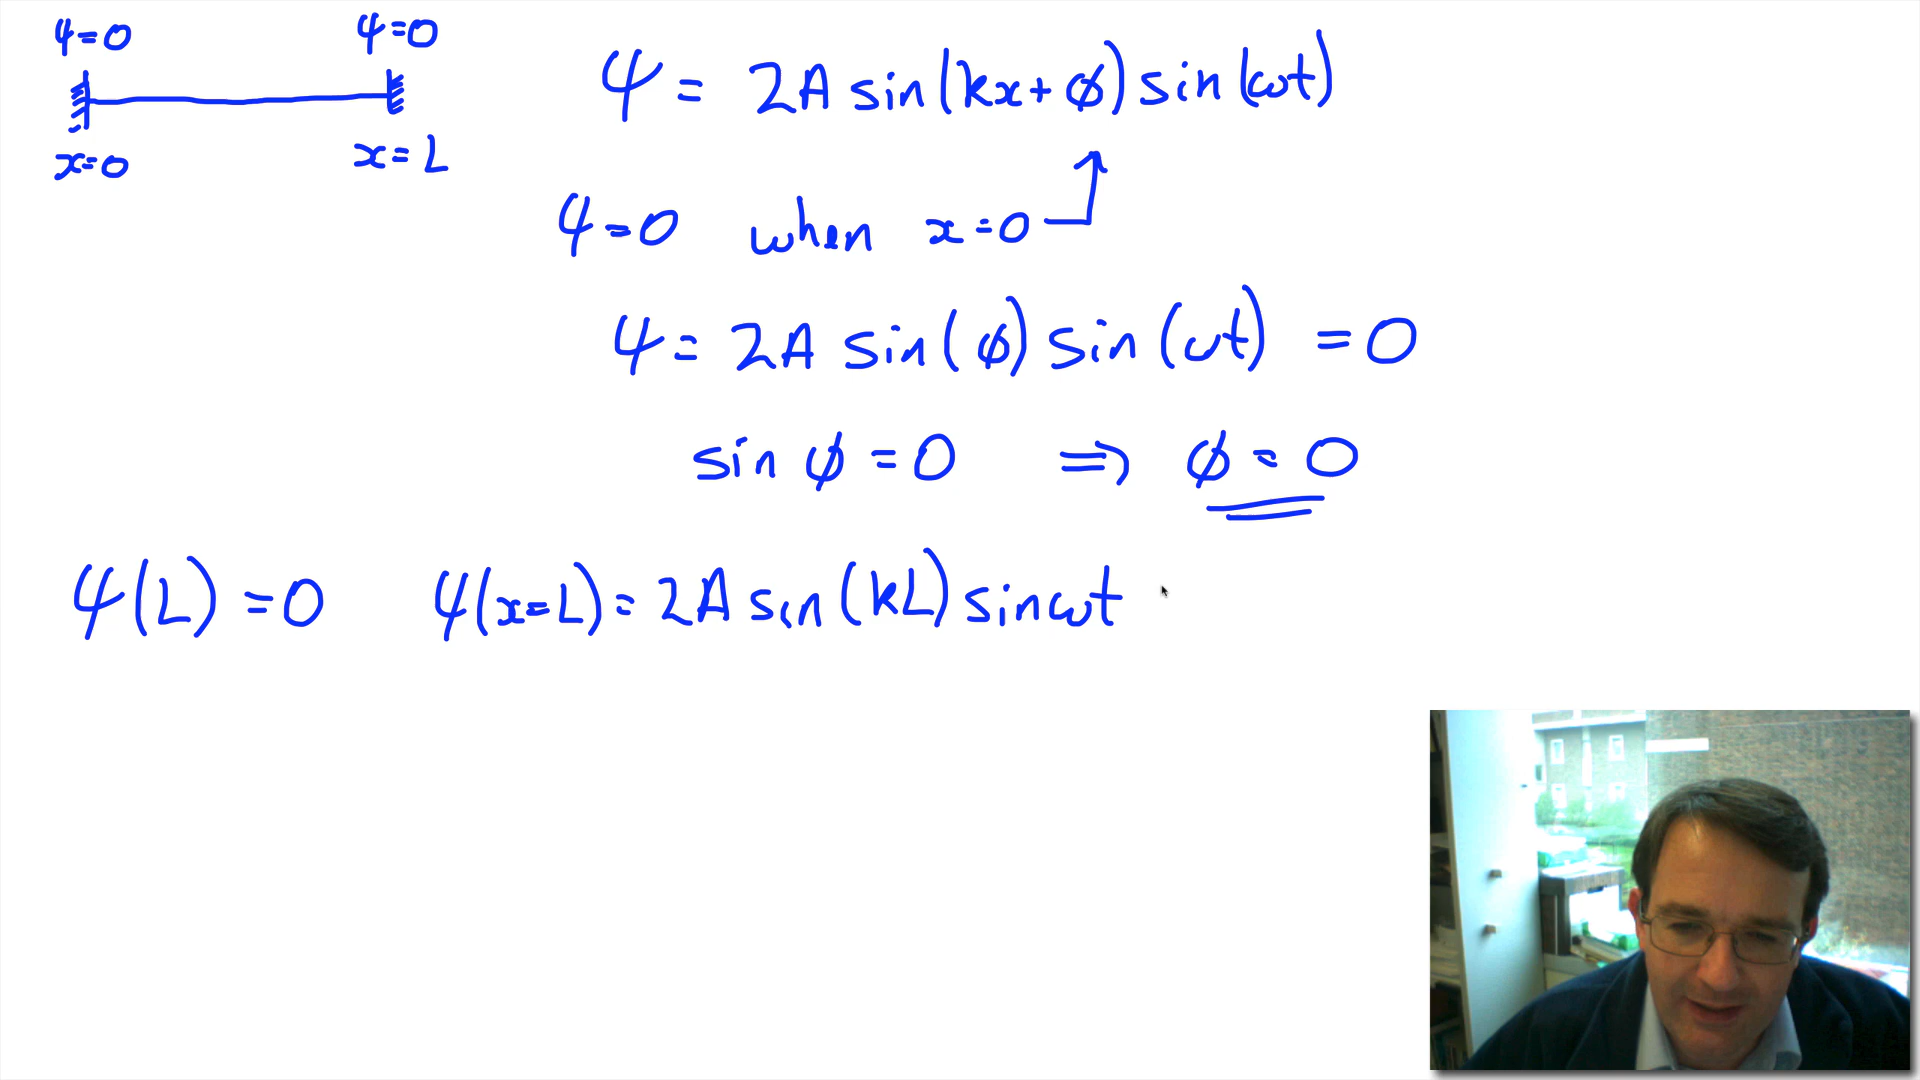 ψ=0 ψ=0
x=0 x=L
ψ = 2A sin(kx+ϕ) sin(ωt)
ψ=0 when x=0
ψ= 2A sin(ϕ) sin(ωt) =0
sin ϕ=0 ⇒ ϕ=0
ψ(L)=0 ψ(x=L)= 2A sin(kL) sinωt